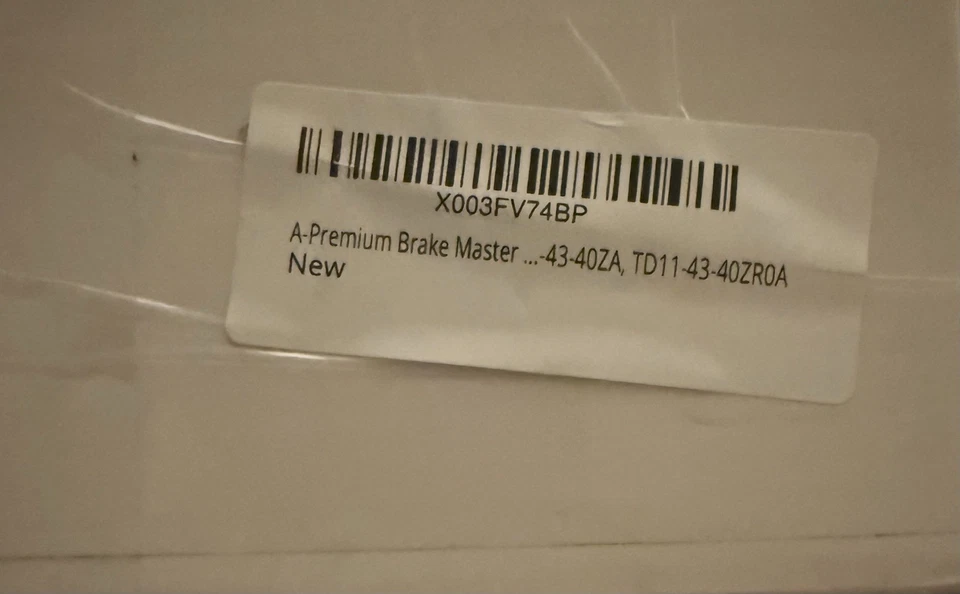 X003FV74BP
A-Premium Brake Master ...-43-40ZA, TD11-43-40ZR0A
New